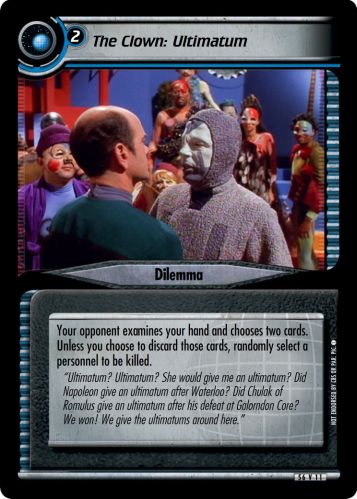 2 The Clown: Ultimatum
Dilemma
Your opponent examines your hand and chooses two cards.
Unless you choose to discard those cards, randomly select a
personnel to be killed.
"Ultimatum? Ultimatum? She would give me an ultimatum? Did
Napoleon give an ultimatum after Waterloo? Did Chulak of
Romulus give an ultimatum after his defeat at Galorndon Core?
We won! We give the ultimatums around here."
NOT ENDORSED BY CBS OR PAR. PIC.
S6 V 11